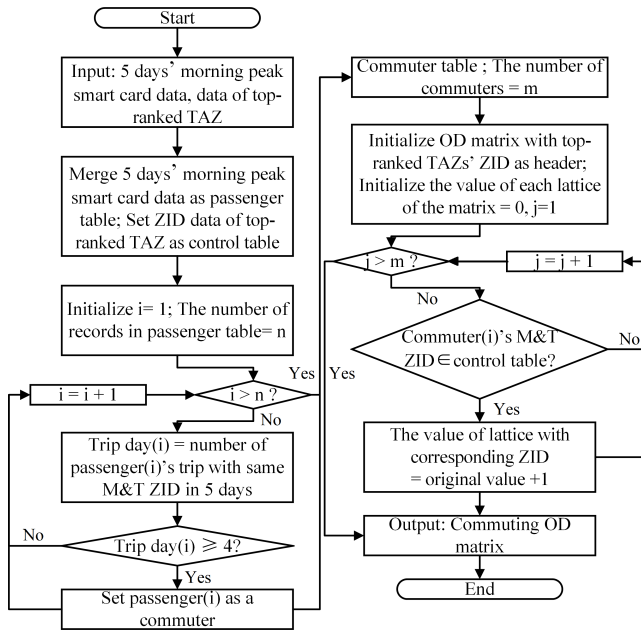 Start
Input: 5 days’ morning peak
smart card data, data of top-
ranked TAZ
Merge 5 days’ morning peak
smart card data as passenger
table; Set ZID data of top-
ranked TAZ as control table
Initialize i= 1; The number of
records in passenger table= n
Yes
i = i + 1
i > n ?
No
Trip day(i) = number of
passenger(i)’s trip with same
M&T ZID in 5 days
No
Trip day(i) ⩾ 4?
Yes
Set passenger(i) as a
commuter
Commuter table ; The number of
commuters = m
Initialize OD matrix with top-
ranked TAZs’ ZID as header;
Initialize the value of each lattice
of the matrix = 0, j=1
j > m ?
j = j + 1
No
Yes
Commuter(i)’s M&T
ZID∈control table?
No
Yes
The value of lattice with
corresponding ZID
= original value +1
Output: Commuting OD
matrix
End